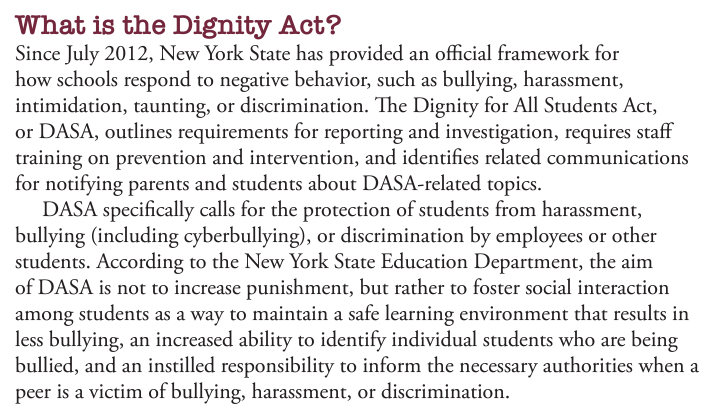 What is the Dignity Act?
Since July 2012, New York State has provided an official framework for
how schools respond to negative behavior, such as bullying, harassment,
intimidation, taunting, or discrimination. The Dignity for All Students Act,
or DASA, outlines requirements for reporting and investigation, requires staff
training on prevention and intervention, and identifies related communications
for notifying parents and students about DASA-related topics.
DASA specifically calls for the protection of students from harassment,
bullying (including cyberbullying), or discrimination by employees or other
students. According to the New York State Education Department, the aim
of DASA is not to increase punishment, but rather to foster social interaction
among students as a way to maintain a safe learning environment that results in
less bullying, an increased ability to identify individual students who are being
bullied, and an instilled responsibility to inform the necessary authorities when a
peer is a victim of bullying, harassment, or discrimination.